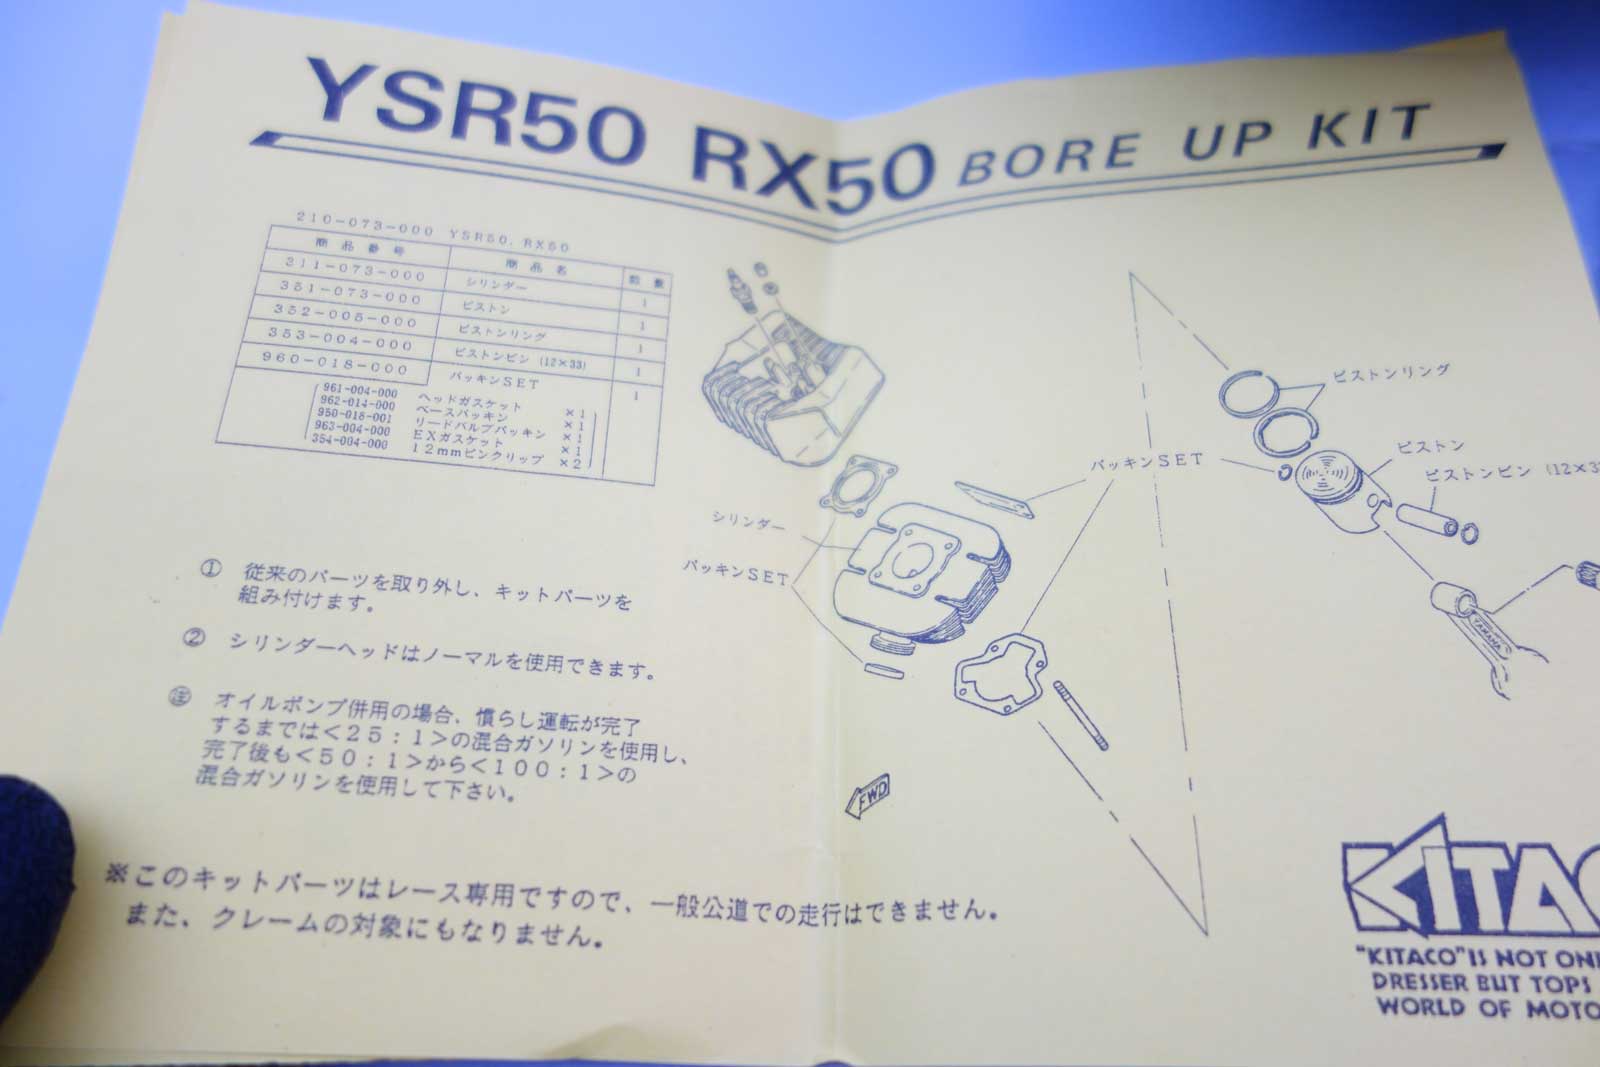 YSR50 RX50 BORE UP KIT
210-073-000 YSR50, RX50
商品番号 商品名 個数
311-073-000 シリンダー 1
351-073-000 ピストン 1
352-005-000 ピストンリング 1
353-004-000 ピストンピン (12×33) 1
960-018-000 パッキンSET 1
961-004-000 ヘッドガスケット ×1
962-014-000 ベースパッキン ×1
950-018-001 リードバルブパッキン ×1
963-004-000 EXガスケット ×1
354-004-000 12mmピンクリップ ×2
① 従来のパーツを取り外し、キットパーツを
組み付けます。
② シリンダーヘッドはノーマルを使用できます。
注 オイルポンプ併用の場合、慣らし運転が完了
するまでは<25:1>の混合ガソリンを使用し、
完了後も<50:1>から<100:1>の
混合ガソリンを使用して下さい。
※このキットパーツはレース専用ですので、一般公道での走行はできません。
また、クレームの対象にもなりません。
シリンダー
パッキンSET
パッキンSET
ピストンリング
ピストン
ピストンピン (12×3
YAMAHA
FWD
KITAC
"KITACO" IS NOT ON
DRESSER BUT TOPS
WORLD OF MOTO